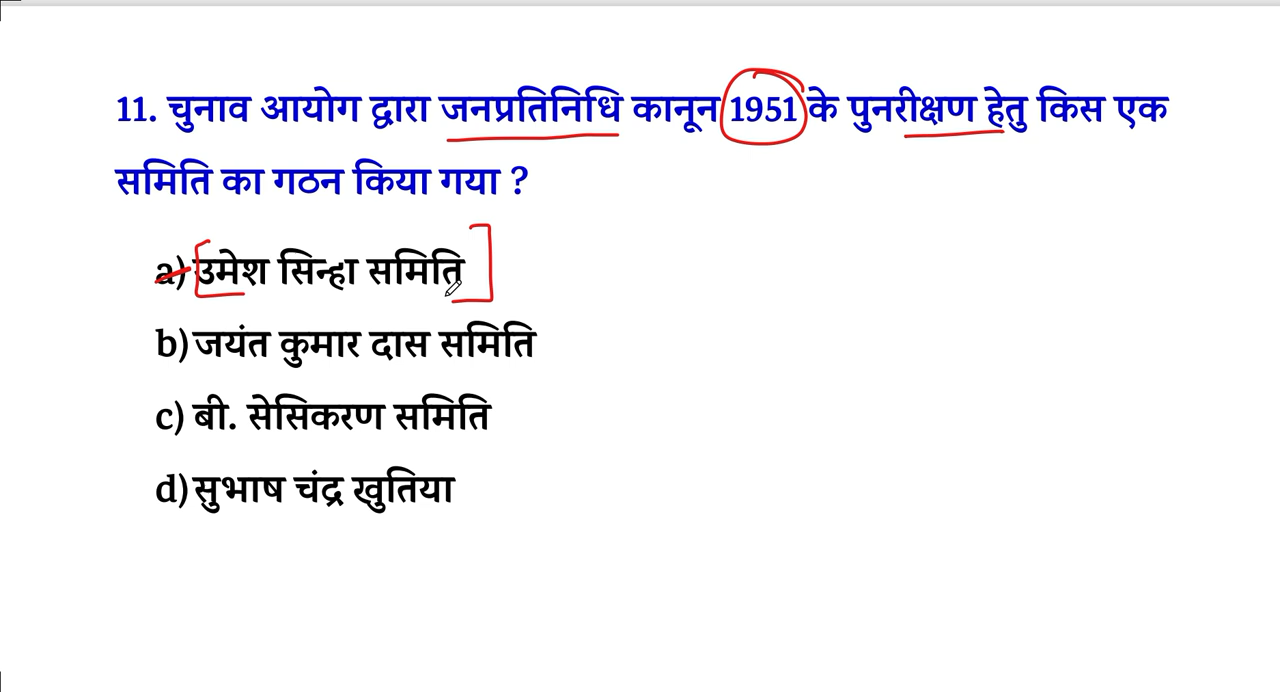 11. चुनाव आयोग द्वारा जनप्रतिनिधि कानून 1951 के पुनरीक्षण हेतु किस एक
समिति का गठन किया गया ?
a) उमेश सिन्हा समिति
b) जयंत कुमार दास समिति
c) बी. सेसिकरण समिति
d) सुभाष चंद्र खुतिया